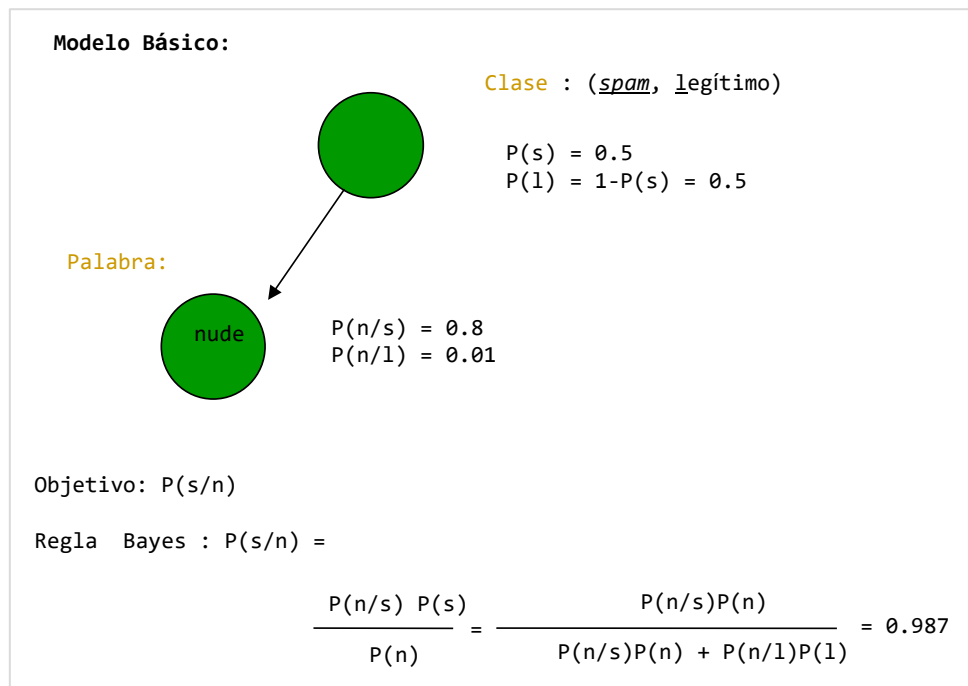 Modelo Básico:
Clase : (spam, legítimo)
P(s) = 0.5
P(l) = 1-P(s) = 0.5
Palabra:
nude
P(n/s) = 0.8
P(n/l) = 0.01
Objetivo: P(s/n)
Regla Bayes : P(s/n) =
P(n/s) P(s) P(n/s)P(n)
= = 0.987
P(n) P(n/s)P(n) + P(n/l)P(l)